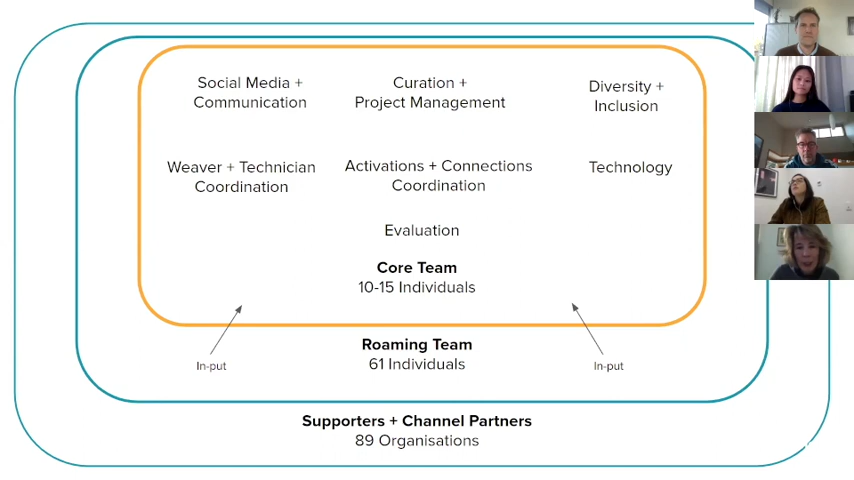 Social Media +
Communication
Curation +
Project Management
Diversity +
Inclusion
Weaver + Technician
Coordination
Activations + Connections
Coordination
Technology
Evaluation
Core Team
10-15 Individuals
In-put
In-put
Roaming Team
61 Individuals
Supporters + Channel Partners
89 Organisations